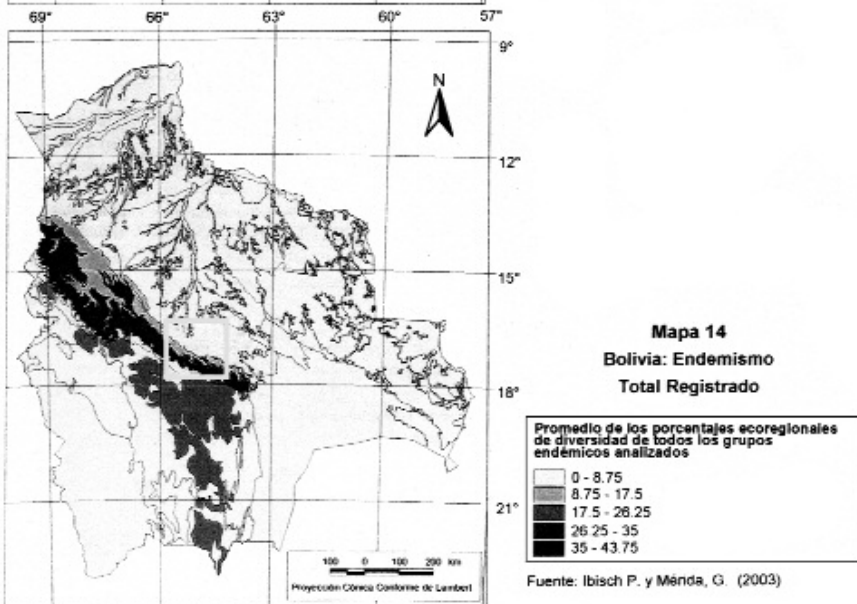 69° 66° 63° 60° 57°
9°
N
12°
15°
18°
21°
100 0 100 200 km
Proyección Cónica Conforme de Lambert
Mapa 14
Bolivia: Endemismo
Total Registrado
Promedio de los porcentajes ecoregionales
de diversidad de todos los grupos
endémicos analizados
0 - 8.75
8.75 - 17.5
17.5 - 26.25
26.25 - 35
35 - 43.75
Fuente: Ibisch P. y Ménda, G. (2003)